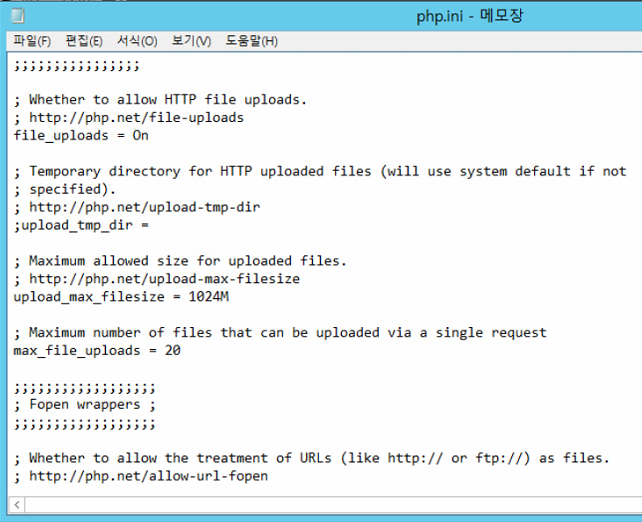 php.ini - 메모장
파일(F) 편집(E) 서식(O) 보기(V) 도움말(H)
;;;;;;;;;;;;;;;;
; Whether to allow HTTP file uploads.
; http://php.net/file-uploads
file_uploads = On
; Temporary directory for HTTP uploaded files (will use system default if not
; specified).
; http://php.net/upload-tmp-dir
;upload_tmp_dir =
; Maximum allowed size for uploaded files.
; http://php.net/upload-max-filesize
upload_max_filesize = 1024M
; Maximum number of files that can be uploaded via a single request
max_file_uploads = 20
;;;;;;;;;;;;;;;;;;
; Fopen wrappers ;
;;;;;;;;;;;;;;;;;;
; Whether to allow the treatment of URLs (like http:// or ftp://) as files.
; http://php.net/allow-url-fopen